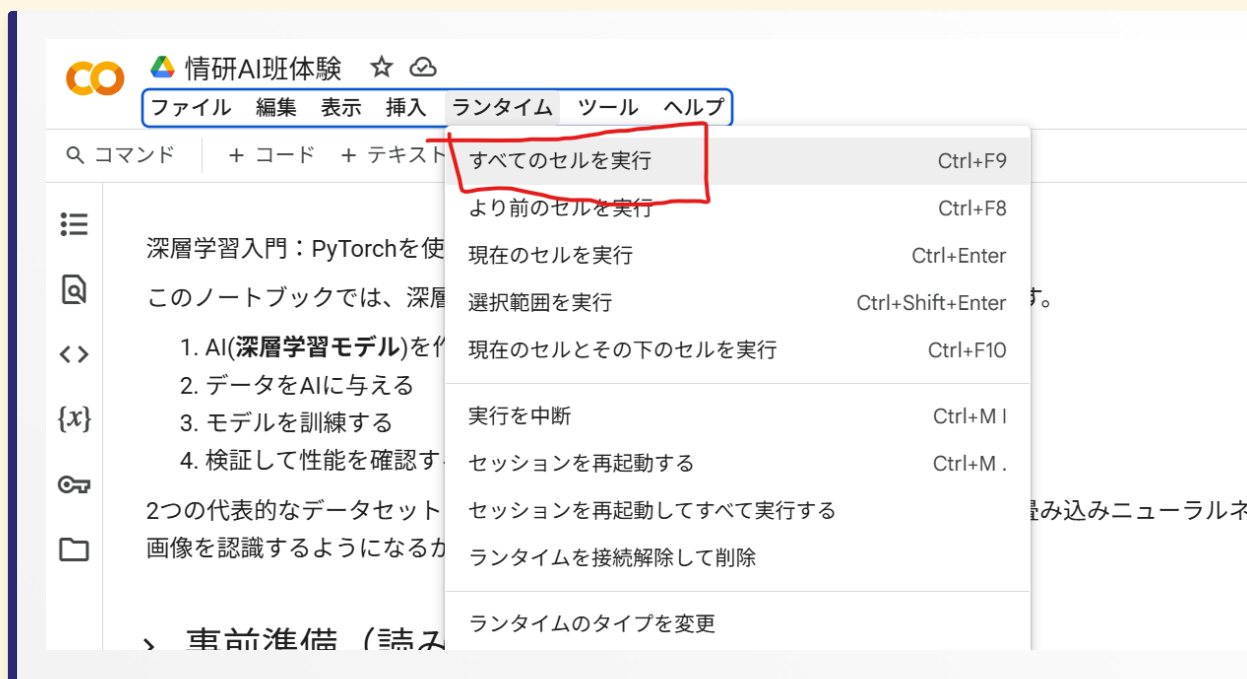 情研AI班体験
ファイル 編集 表示 挿入 ランタイム ツール ヘルプ
コマンド + コード + テキスト
すべてのセルを実行 Ctrl+F9
より前のセルを実行 Ctrl+F8
現在のセルを実行 Ctrl+Enter
選択範囲を実行 Ctrl+Shift+Enter
現在のセルとその下のセルを実行 Ctrl+F10
実行を中断 Ctrl+M I
セッションを再起動する Ctrl+M .
セッションを再起動してすべて実行する
ランタイムを接続解除して削除
ランタイムのタイプを変更
{x}
深層学習入門：PyTorchを使
このノートブックでは、深層 す。
1. AI(深層学習モデル)を作
2. データをAIに与える
3. モデルを訓練する
4. 検証して性能を確認す
2つの代表的なデータセット 畳み込みニューラルネ
画像を認識するようになるか
事前準備（読み